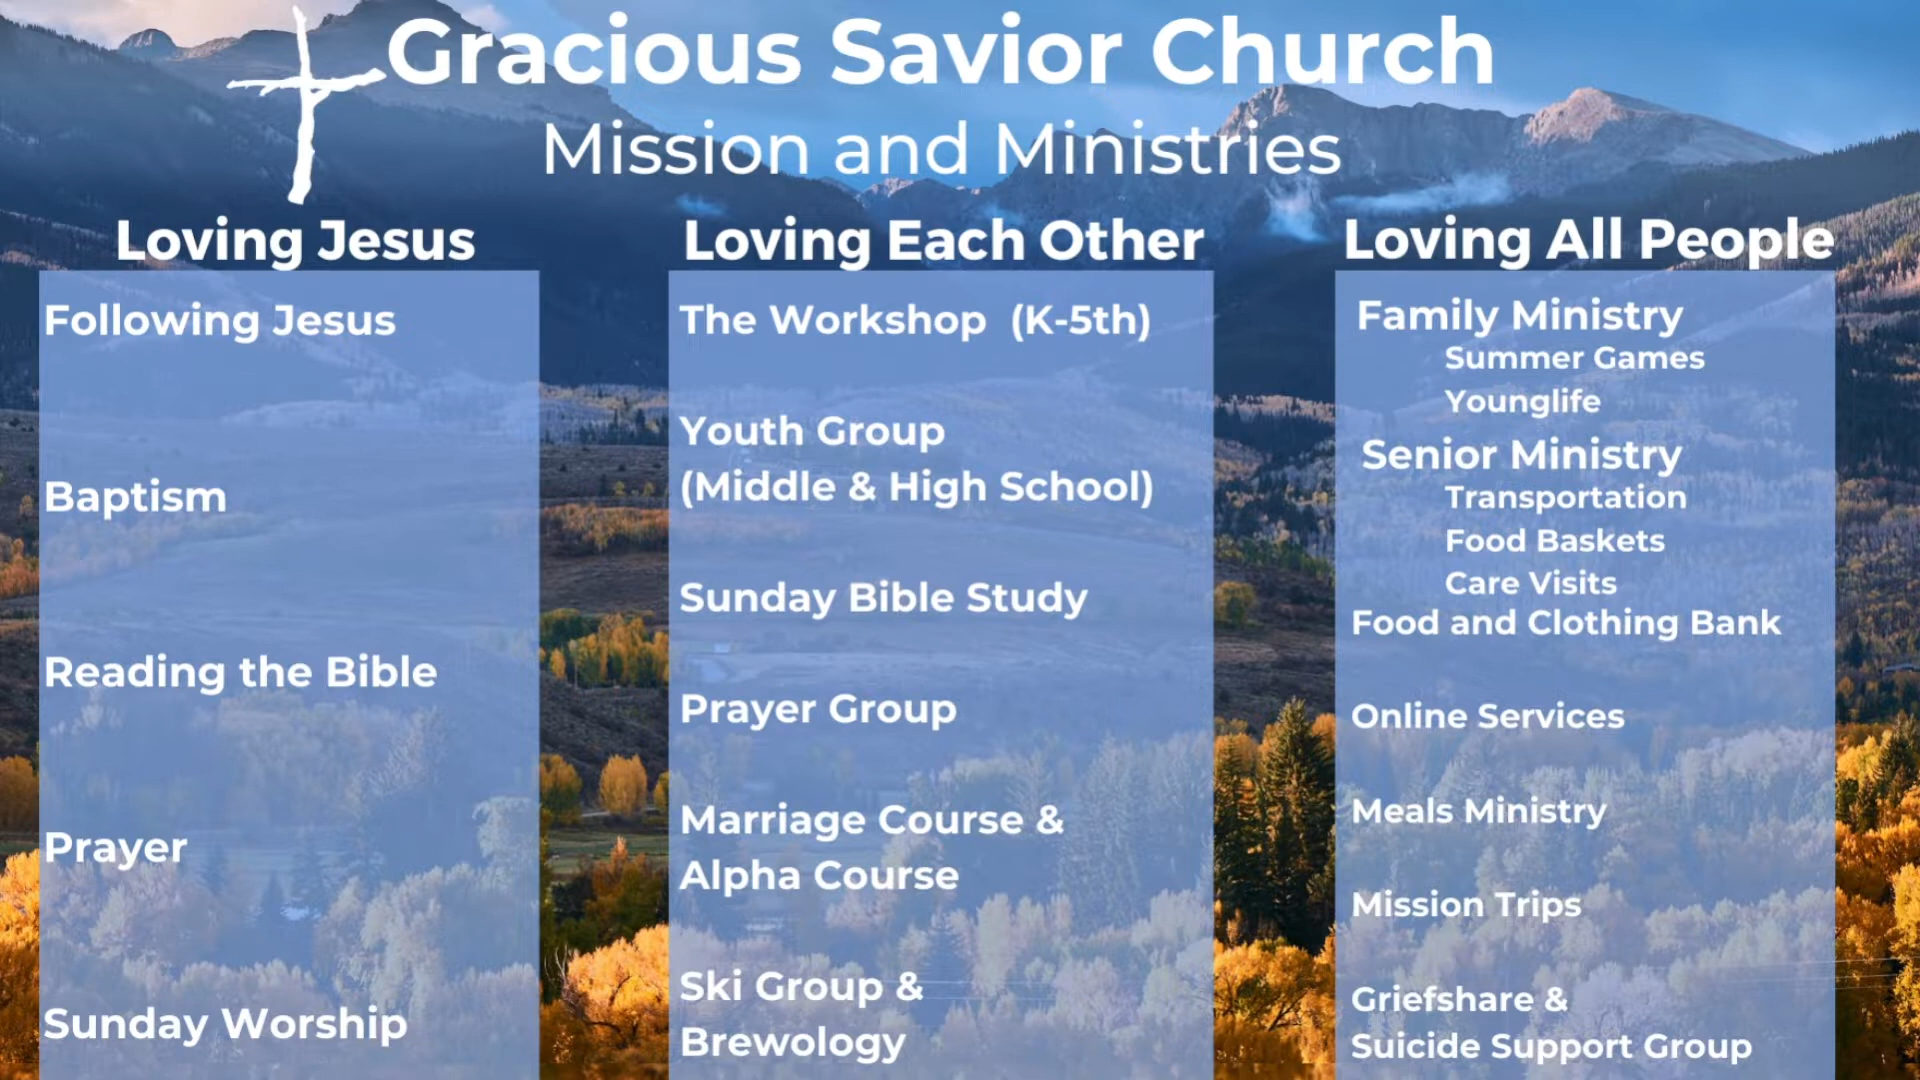 Gracious Savior Church
Mission and Ministries
Loving Jesus
Following Jesus
Baptism
Reading the Bible
Prayer
Sunday Worship
Loving Each Other
The Workshop (K-5th)
Youth Group
(Middle & High School)
Sunday Bible Study
Prayer Group
Marriage Course &
Alpha Course
Ski Group &
Brewology
Loving All People
Family Ministry
Summer Games
Younglife
Senior Ministry
Transportation
Food Baskets
Care Visits
Food and Clothing Bank
Online Services
Meals Ministry
Mission Trips
Griefshare &
Suicide Support Group